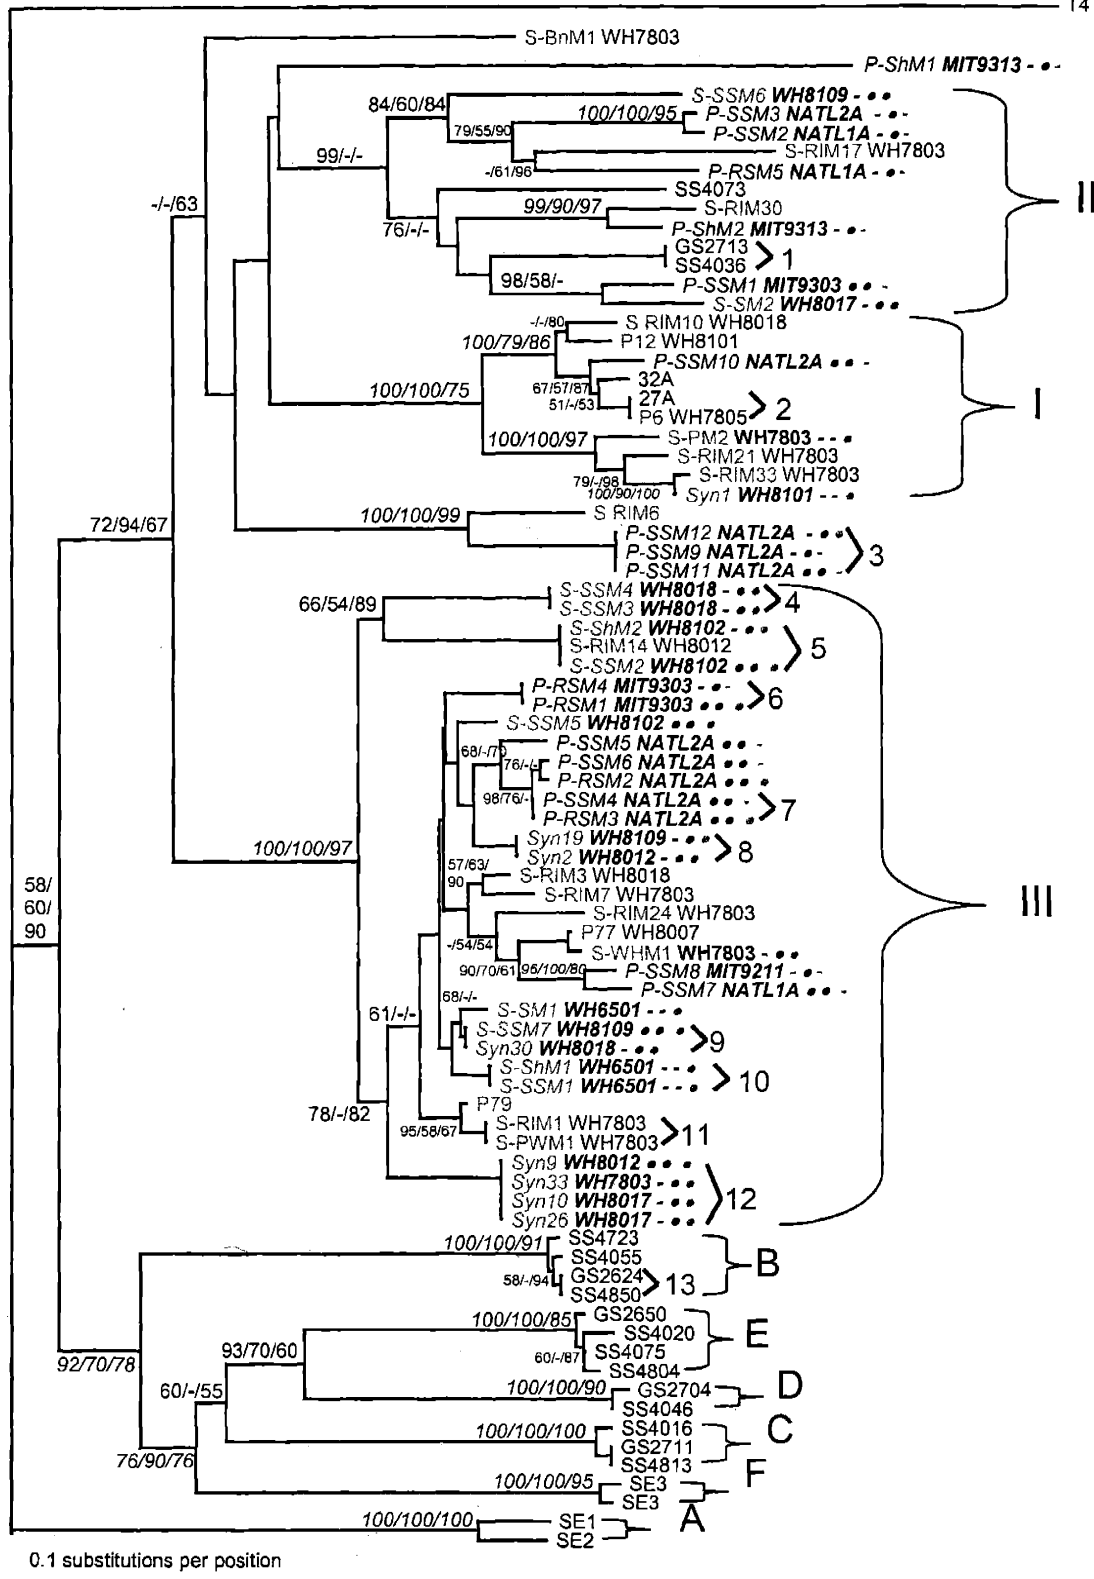 T4
S-BnM1 WH7803
P-ShM1 MIT9313 - • -
84/60/84
S-SSM6 WH8109 - • •
100/100/95
P-SSM3 NATL2A - • -
79/55/90
P-SSM2 NATL1A - • -
S-RIM17 WH7803
99/-/-
-/61/96
P-RSM5 NATL1A - • -
II
SS4073
-/-/63
99/90/97
S-RIM30
76/-/-
P-ShM2 MIT9313 - • -
GS2713
1
SS4036
98/58/-
P-SSM1 MIT9303 • • -
S-SM2 WH8017 - • •
-/-/80
S RIM10 WH8018
100/79/86
P12 WH8101
P-SSM10 NATL2A • • -
32A
100/100/75
67/57/87
27A
51/-/53
2
I
P6 WH7805
100/100/97
S-PM2 WH7803 - - •
S-RIM21 WH7803
79/-/98
S-RIM33 WH7803
100/90/100
Syn1 WH8101 - - •
72/94/67
100/100/99
S RIM6
P-SSM12 NATL2A - • •
P-SSM9 NATL2A - • -
3
P-SSM11 NATL2A • • -
S-SSM4 WH8018 - • •
4
66/54/89
S-SSM3 WH8018 - • •
S-ShM2 WH8102 - • •
S-RIM14 WH8012
5
S-SSM2 WH8102 • • •
P-RSM4 MIT9303 - • -
6
P-RSM1 MIT9303 • • •
S-SSM5 WH8102 • • •
68/-/70
P-SSM5 NATL2A • • -
76/-/-
P-SSM6 NATL2A • • -
P-RSM2 NATL2A • • •
98/76/-
P-SSM4 NATL2A • • -
7
P-RSM3 NATL2A • • •
Syn19 WH8109 - • •
8
100/100/97
Syn2 WH8012 - • •
57/63/
90
S-RIM3 WH8018
S-RIM7 WH7803
58/
60/
90
III
S-RIM24 WH7803
P77 WH8007
-/54/54
S-WHM1 WH7803 - • •
90/70/61
95/100/80
P-SSM8 MIT9211 - • -
P-SSM7 NATL1A • • -
68/-/-
61/-/-
S-SM1 WH6501 - - •
S-SSM7 WH8109 • • •
9
Syn30 WH8018 - • •
S-ShM1 WH6501 - - •
10
S-SSM1 WH6501 - - •
78/-/82
P79
95/58/67
S-RIM1 WH7803
11
S-PWM1 WH7803
Syn9 WH8012 • • •
Syn33 WH7803 - • •
12
Syn10 WH8017 - • •
Syn26 WH8017 - • •
100/100/91
SS4723
SS4055
B
58/-/94
GS2624
13
SS4850
100/100/85
GS2650
SS4020
E
92/70/78
93/70/60
SS4075
60/-/87
SS4804
60/-/55
100/100/90
GS2704
D
SS4046
100/100/100
SS4016
C
GS2711
76/90/76
SS4813
100/100/95
SE3
F
SE3
100/100/100
SE1
A
SE2
0.1 substitutions per position